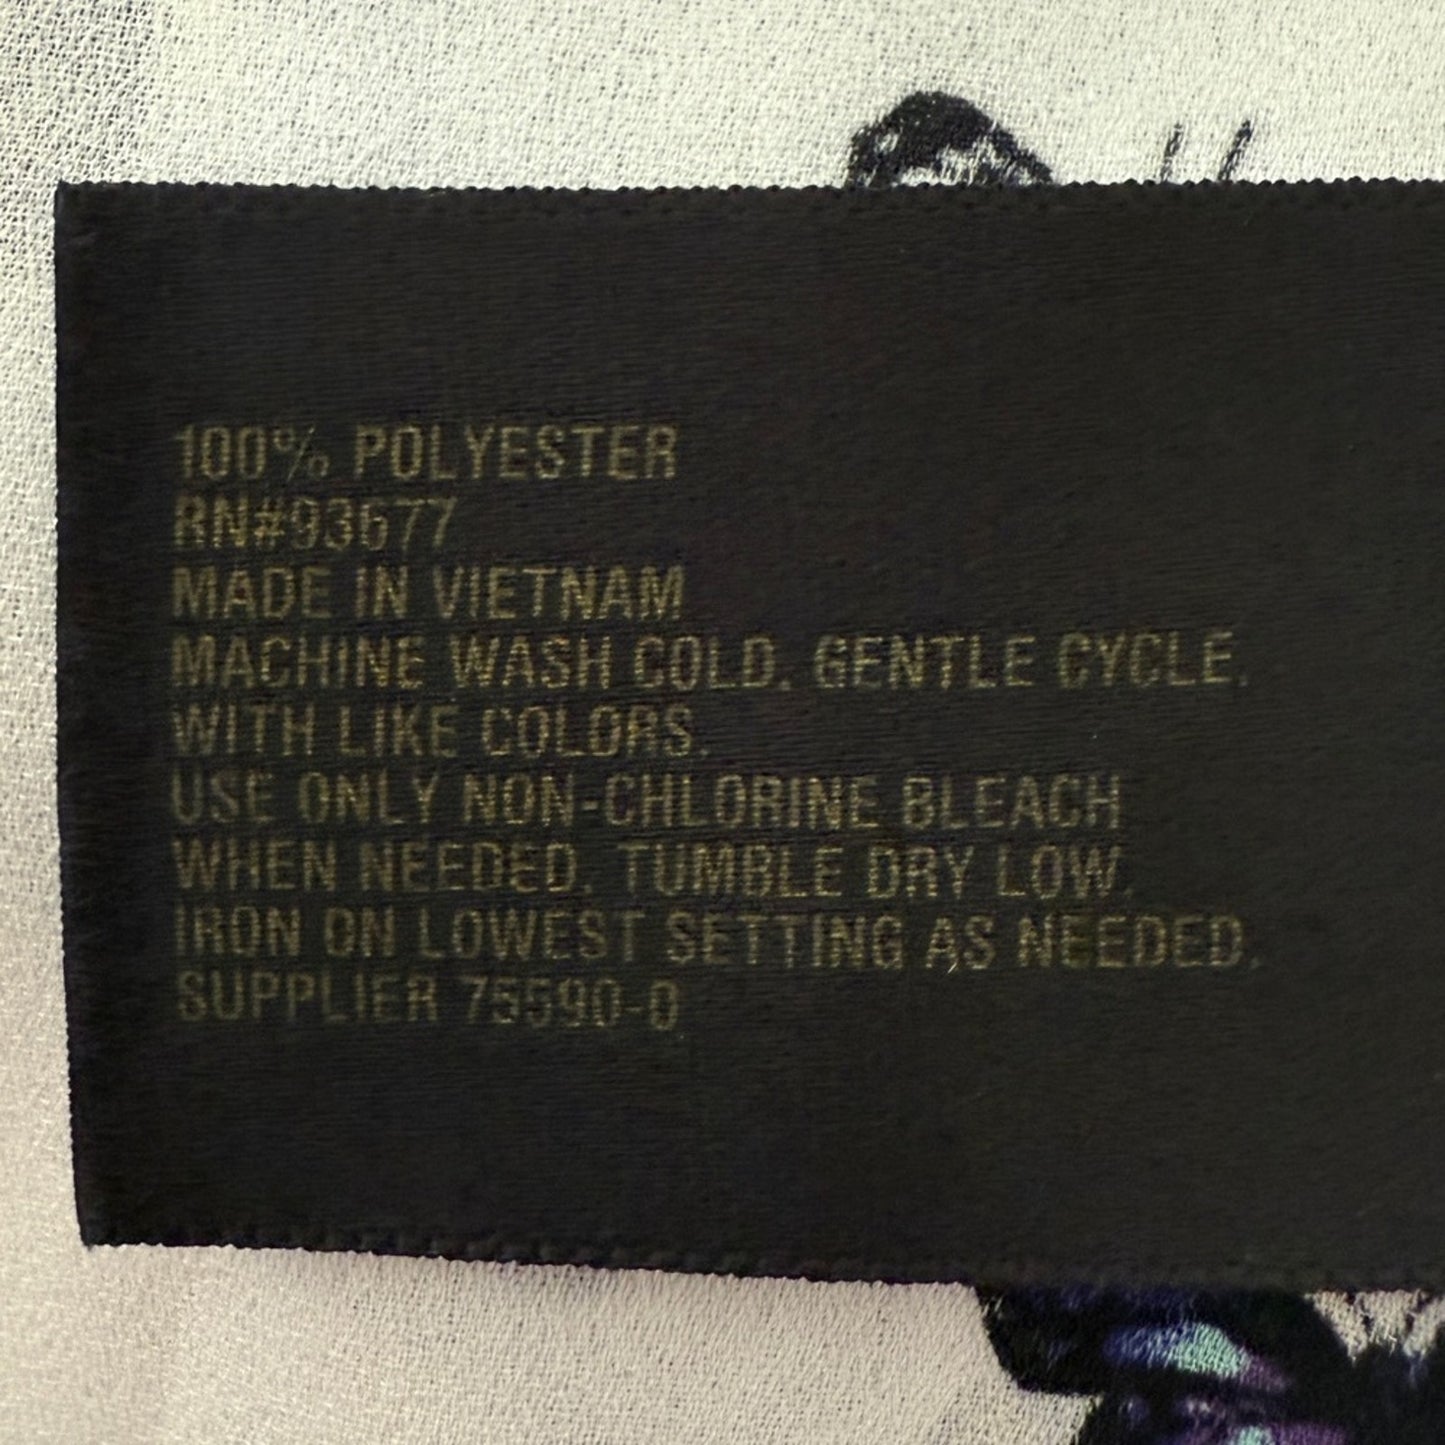 100% POLYESTER
RN#93677
MADE IN VIETNAM
MACHINE WASH COLD. GENTLE CYCLE.
WITH LIKE COLORS.
USE ONLY NON-CHLORINE BLEACH
WHEN NEEDED. TUMBLE DRY LOW.
IRON ON LOWEST SETTING AS NEEDED.
SUPPLIER 75590-0